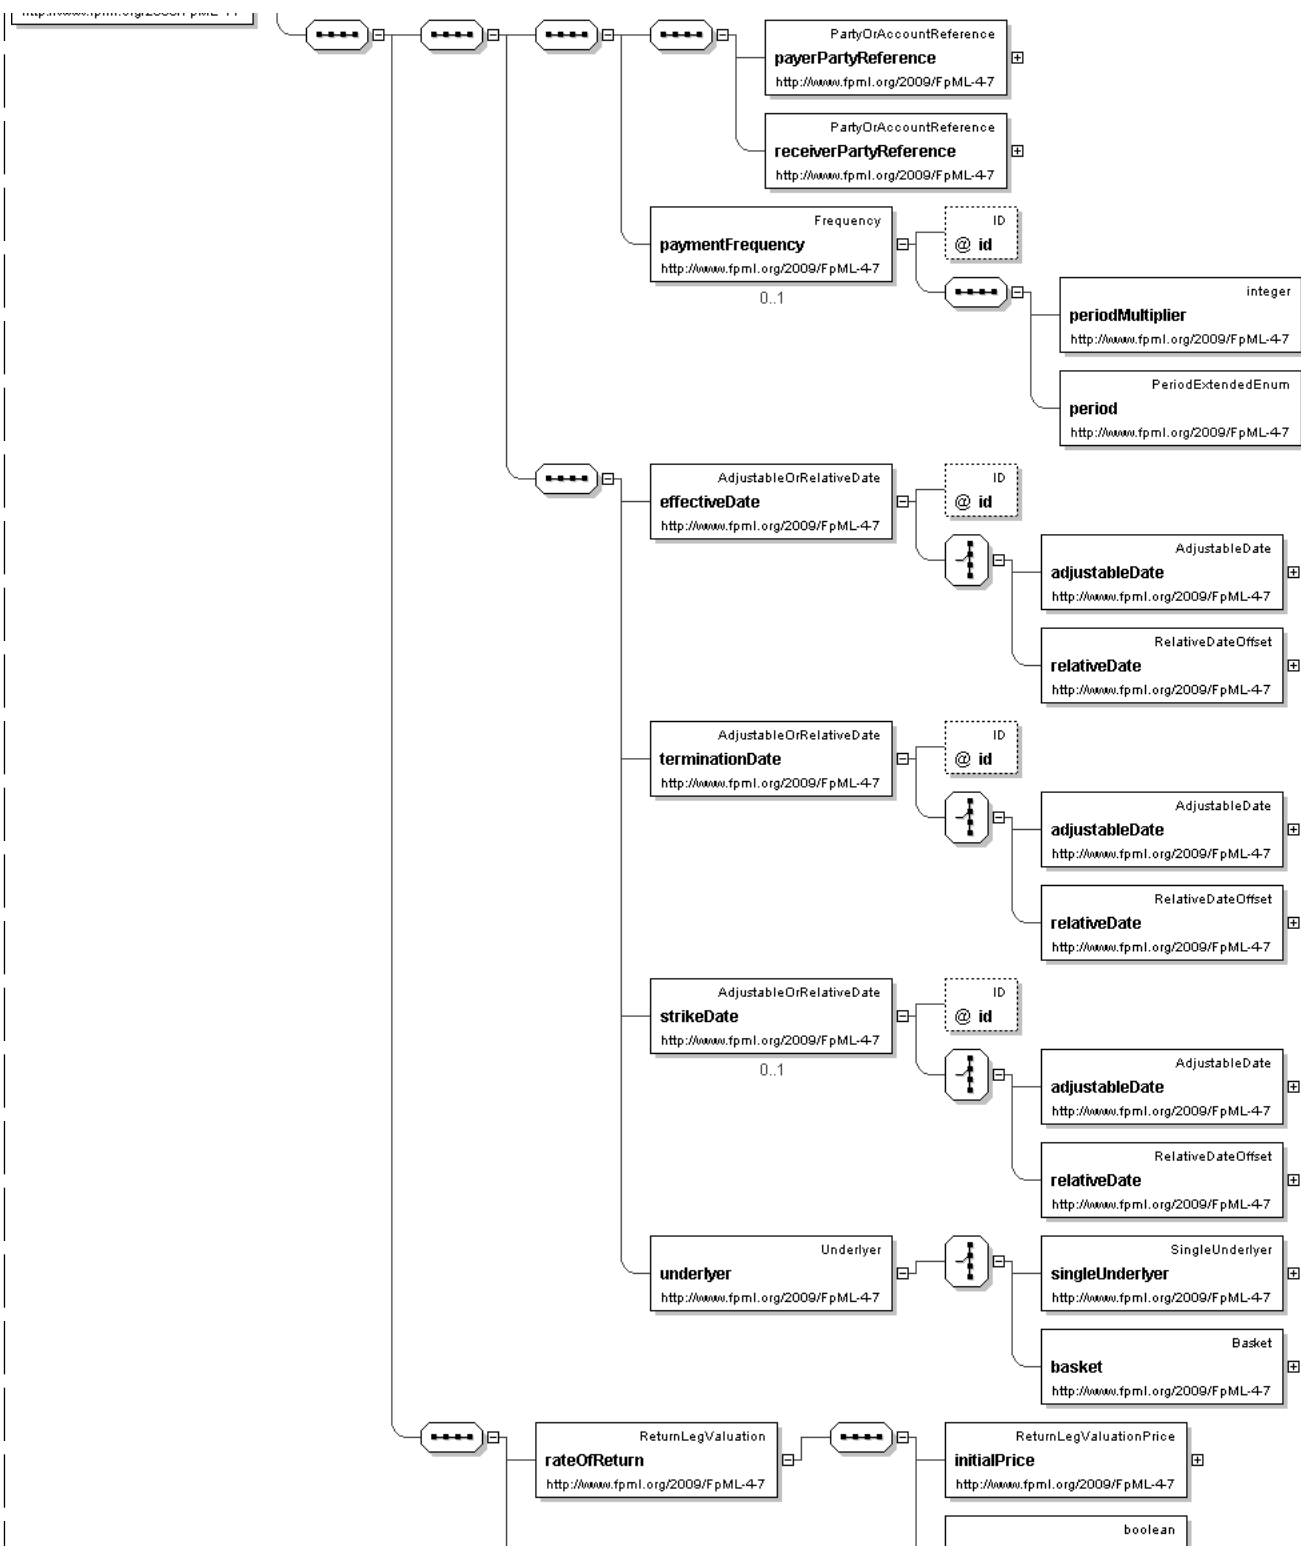 PartyOrAccountReference
payerPartyReference
http://www.fpml.org/2009/FpML-4-7
PartyOrAccountReference
receiverPartyReference
http://www.fpml.org/2009/FpML-4-7
Frequency
paymentFrequency
http://www.fpml.org/2009/FpML-4-7
0..1
ID
@ id
integer
periodMultiplier
http://www.fpml.org/2009/FpML-4-7
PeriodExtendedEnum
period
http://www.fpml.org/2009/FpML-4-7
AdjustableOrRelativeDate
effectiveDate
http://www.fpml.org/2009/FpML-4-7
ID
@ id
AdjustableDate
adjustableDate
http://www.fpml.org/2009/FpML-4-7
RelativeDateOffset
relativeDate
http://www.fpml.org/2009/FpML-4-7
AdjustableOrRelativeDate
terminationDate
http://www.fpml.org/2009/FpML-4-7
ID
@ id
AdjustableDate
adjustableDate
http://www.fpml.org/2009/FpML-4-7
RelativeDateOffset
relativeDate
http://www.fpml.org/2009/FpML-4-7
AdjustableOrRelativeDate
strikeDate
http://www.fpml.org/2009/FpML-4-7
0..1
ID
@ id
AdjustableDate
adjustableDate
http://www.fpml.org/2009/FpML-4-7
RelativeDateOffset
relativeDate
http://www.fpml.org/2009/FpML-4-7
Underlyer
underlyer
http://www.fpml.org/2009/FpML-4-7
SingleUnderlyer
singleUnderlyer
http://www.fpml.org/2009/FpML-4-7
Basket
basket
http://www.fpml.org/2009/FpML-4-7
ReturnLegValuation
rateOfReturn
http://www.fpml.org/2009/FpML-4-7
ReturnLegValuationPrice
initialPrice
http://www.fpml.org/2009/FpML-4-7
boolean